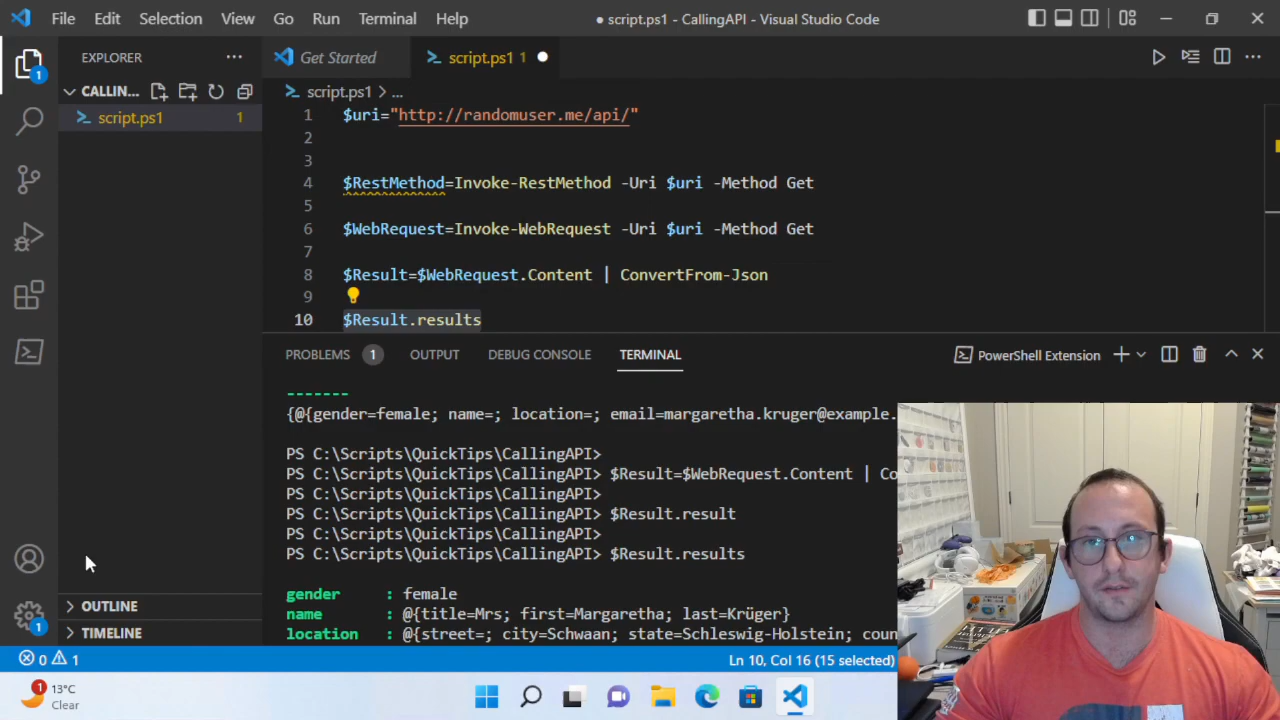 File Edit Selection View Go Run Terminal Help ● script.ps1 - CallingAPI - Visual Studio Code
EXPLORER ...
Get Started
script.ps1 1
1
CALLIN...
script.ps1 1
script.ps1 > ...
1 $uri="http://randomuser.me/api/"
2
3
4 $RestMethod=Invoke-RestMethod -Uri $uri -Method Get
5
6 $WebRequest=Invoke-WebRequest -Uri $uri -Method Get
7
8 $Result=$WebRequest.Content | ConvertFrom-Json
9
10 $Result.results
PROBLEMS 1 OUTPUT DEBUG CONSOLE TERMINAL PowerShell Extension
-------
{@{gender=female; name=; location=; email=margaretha.kruger@example.
PS C:\Scripts\QuickTips\CallingAPI>
PS C:\Scripts\QuickTips\CallingAPI> $Result=$WebRequest.Content | Co
PS C:\Scripts\QuickTips\CallingAPI>
PS C:\Scripts\QuickTips\CallingAPI> $Result.result
PS C:\Scripts\QuickTips\CallingAPI>
PS C:\Scripts\QuickTips\CallingAPI> $Result.results
gender : female
name : @{title=Mrs; first=Margaretha; last=Krüger}
location : @{street=; city=Schwaan; state=Schleswig-Holstein; coun
OUTLINE
1
TIMELINE
0 1 Ln 10, Col 16 (15 selected)
1
13°C
Clear